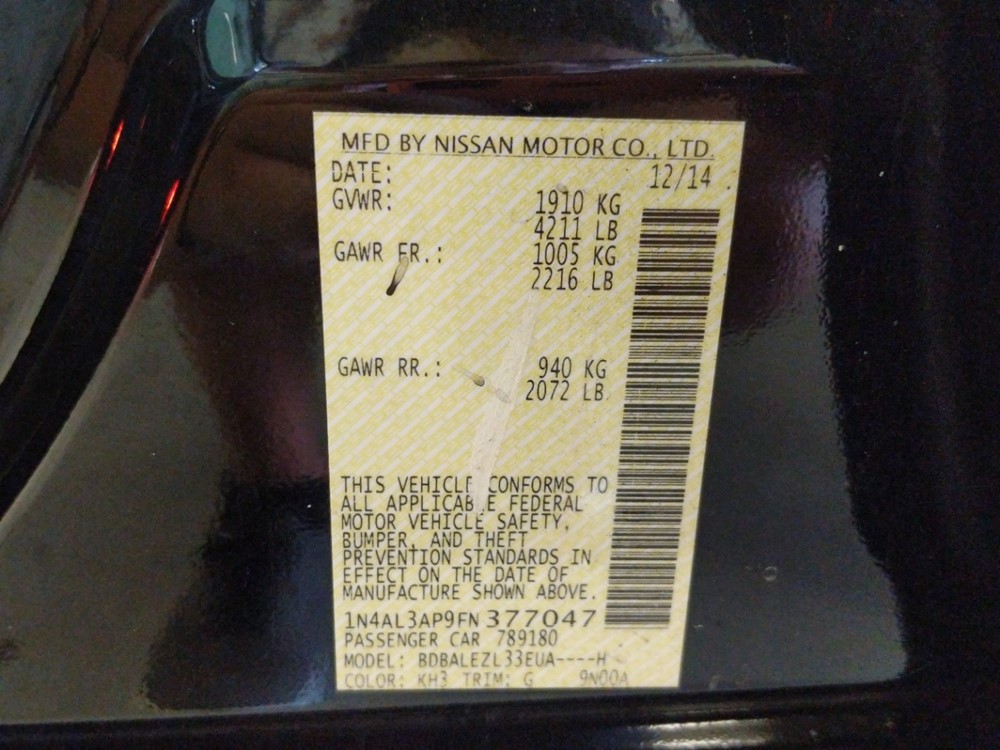 MFD BY NISSAN MOTOR CO., LTD.
DATE: 12/14
GVWR: 1910 KG
4211 LB
GAWR FR.: 1005 KG
2216 LB
GAWR RR.: 940 KG
2072 LB
THIS VEHICLE CONFORMS TO
ALL APPLICABLE FEDERAL
MOTOR VEHICLE SAFETY,
BUMPER, AND THEFT
PREVENTION STANDARDS IN
EFFECT ON THE DATE OF
MANUFACTURE SHOWN ABOVE.
1N4AL3AP9FN 377047
PASSENGER CAR 789180
MODEL: BDBALEZL33EUA----H
COLOR: KH3 TRIM: G 9N00A